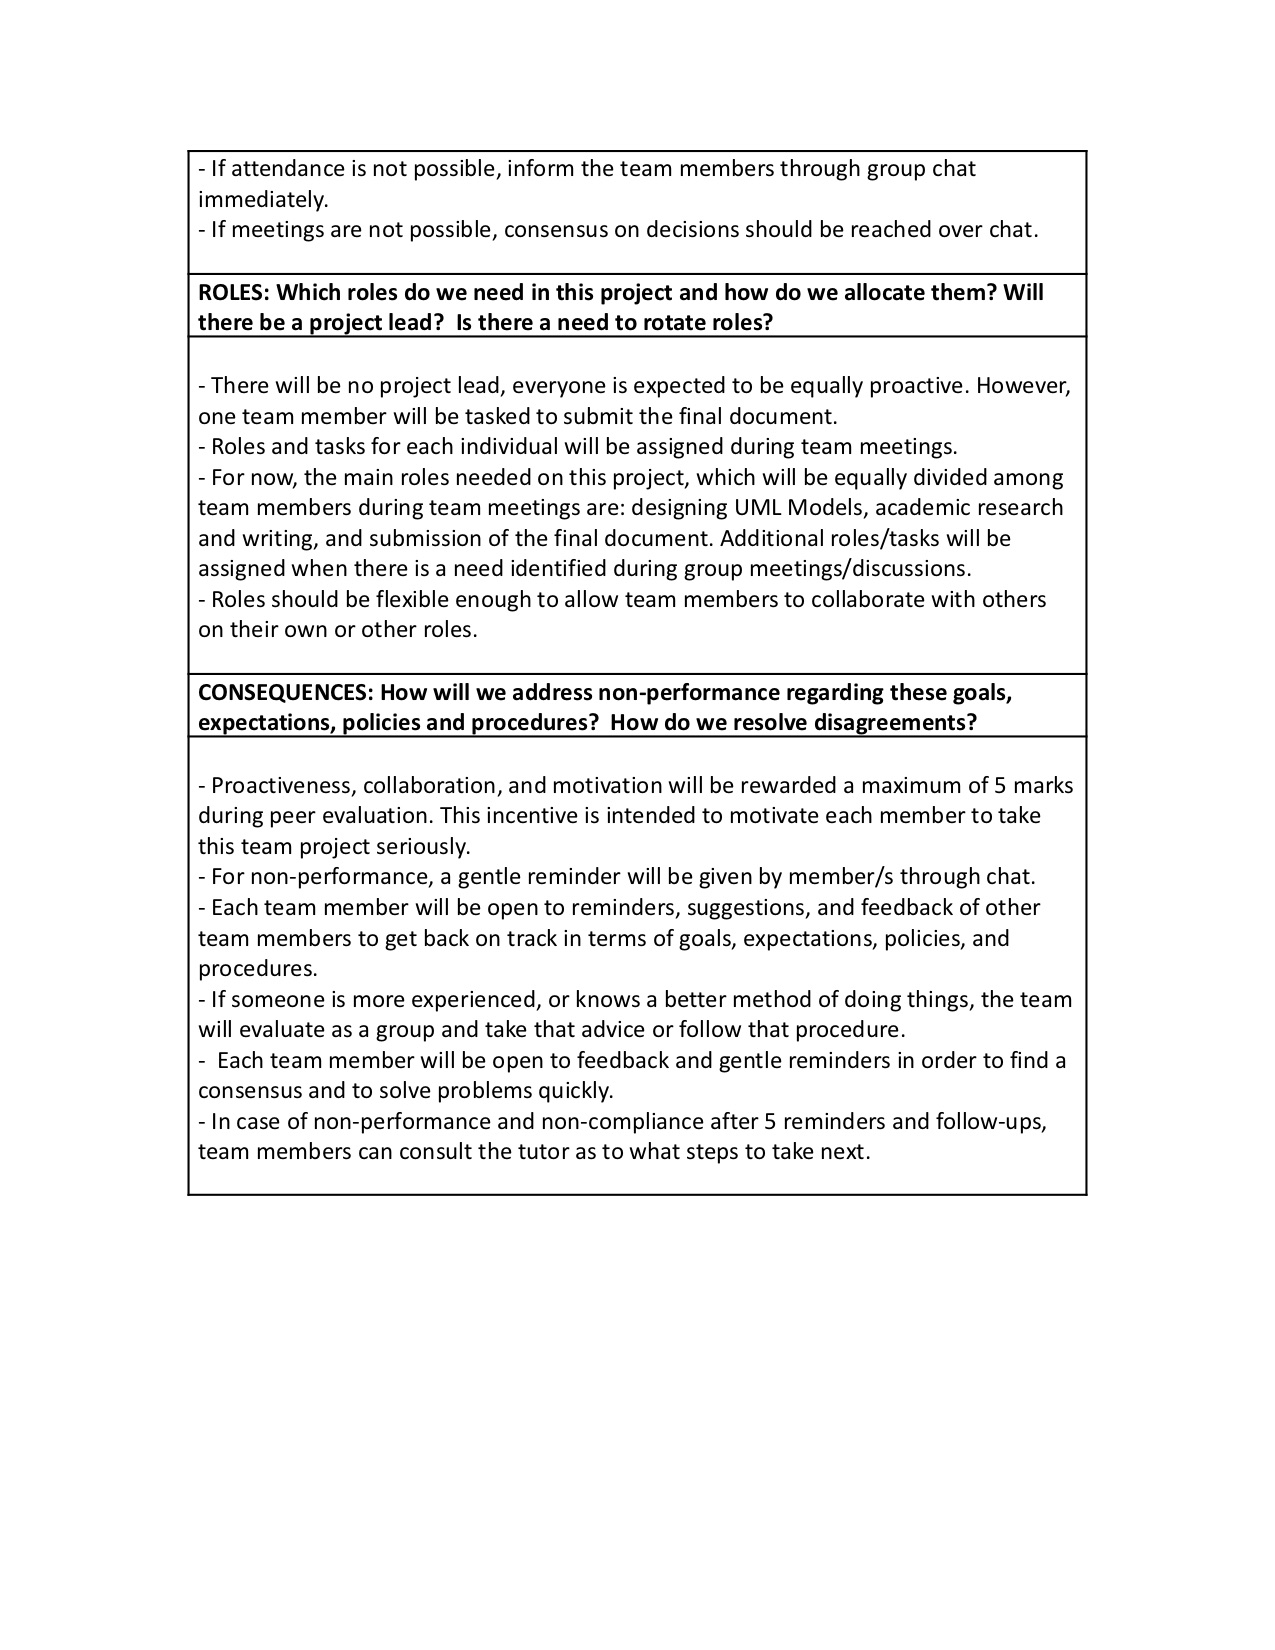 - If attendance is not possible, inform the team members through group chat
immediately.
- If meetings are not possible, consensus on decisions should be reached over chat.
ROLES: Which roles do we need in this project and how do we allocate them? Will
there be a project lead?  Is there a need to rotate roles?
- There will be no project lead, everyone is expected to be equally proactive. However,
one team member will be tasked to submit the final document.
- Roles and tasks for each individual will be assigned during team meetings.
- For now, the main roles needed on this project, which will be equally divided among
team members during team meetings are: designing UML Models, academic research
and writing, and submission of the final document. Additional roles/tasks will be
assigned when there is a need identified during group meetings/discussions.
- Roles should be flexible enough to allow team members to collaborate with others
on their own or other roles.
CONSEQUENCES: How will we address non-performance regarding these goals,
expectations, policies and procedures?  How do we resolve disagreements?
- Proactiveness, collaboration, and motivation will be rewarded a maximum of 5 marks
during peer evaluation. This incentive is intended to motivate each member to take
this team project seriously.
- For non-performance, a gentle reminder will be given by member/s through chat.
- Each team member will be open to reminders, suggestions, and feedback of other
team members to get back on track in terms of goals, expectations, policies, and
procedures.
- If someone is more experienced, or knows a better method of doing things, the team
will evaluate as a group and take that advice or follow that procedure.
-  Each team member will be open to feedback and gentle reminders in order to find a
consensus and to solve problems quickly.
- In case of non-performance and non-compliance after 5 reminders and follow-ups,
team members can consult the tutor as to what steps to take next.